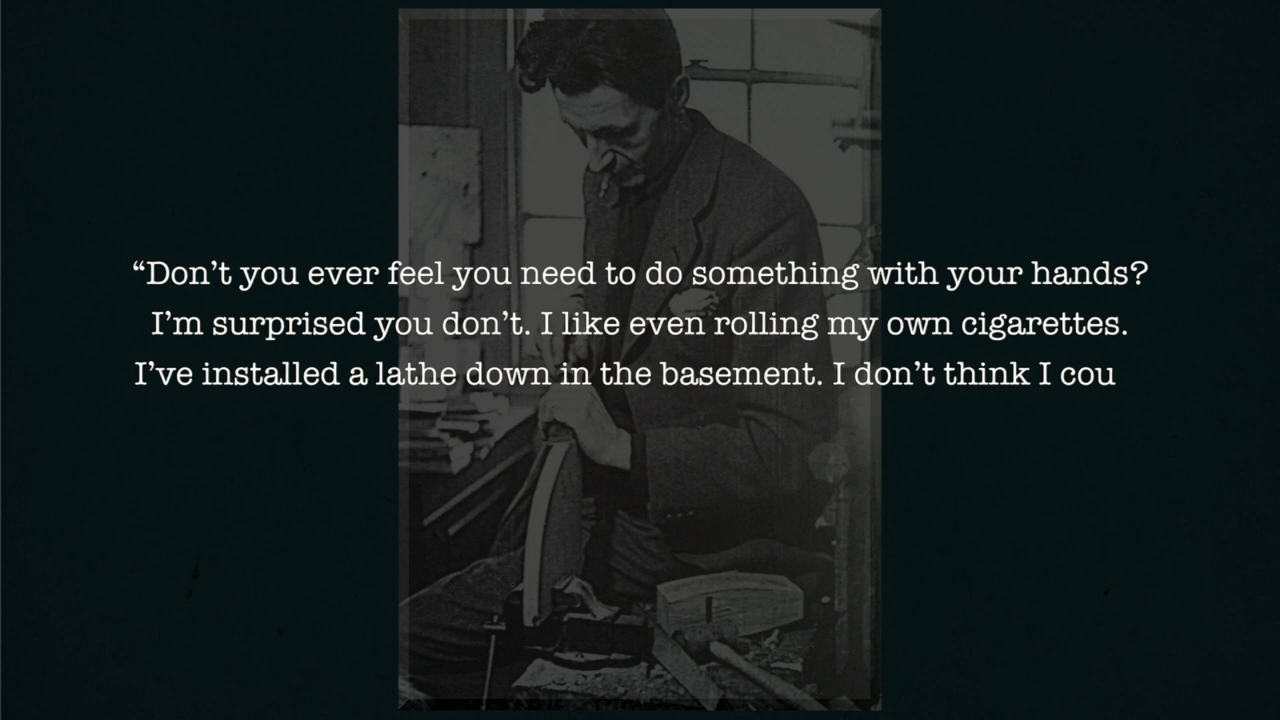 “Don’t you ever feel you need to do something with your hands?
I’m surprised you don’t. I like even rolling my own cigarettes.
I’ve installed a lathe down in the basement. I don’t think I cou